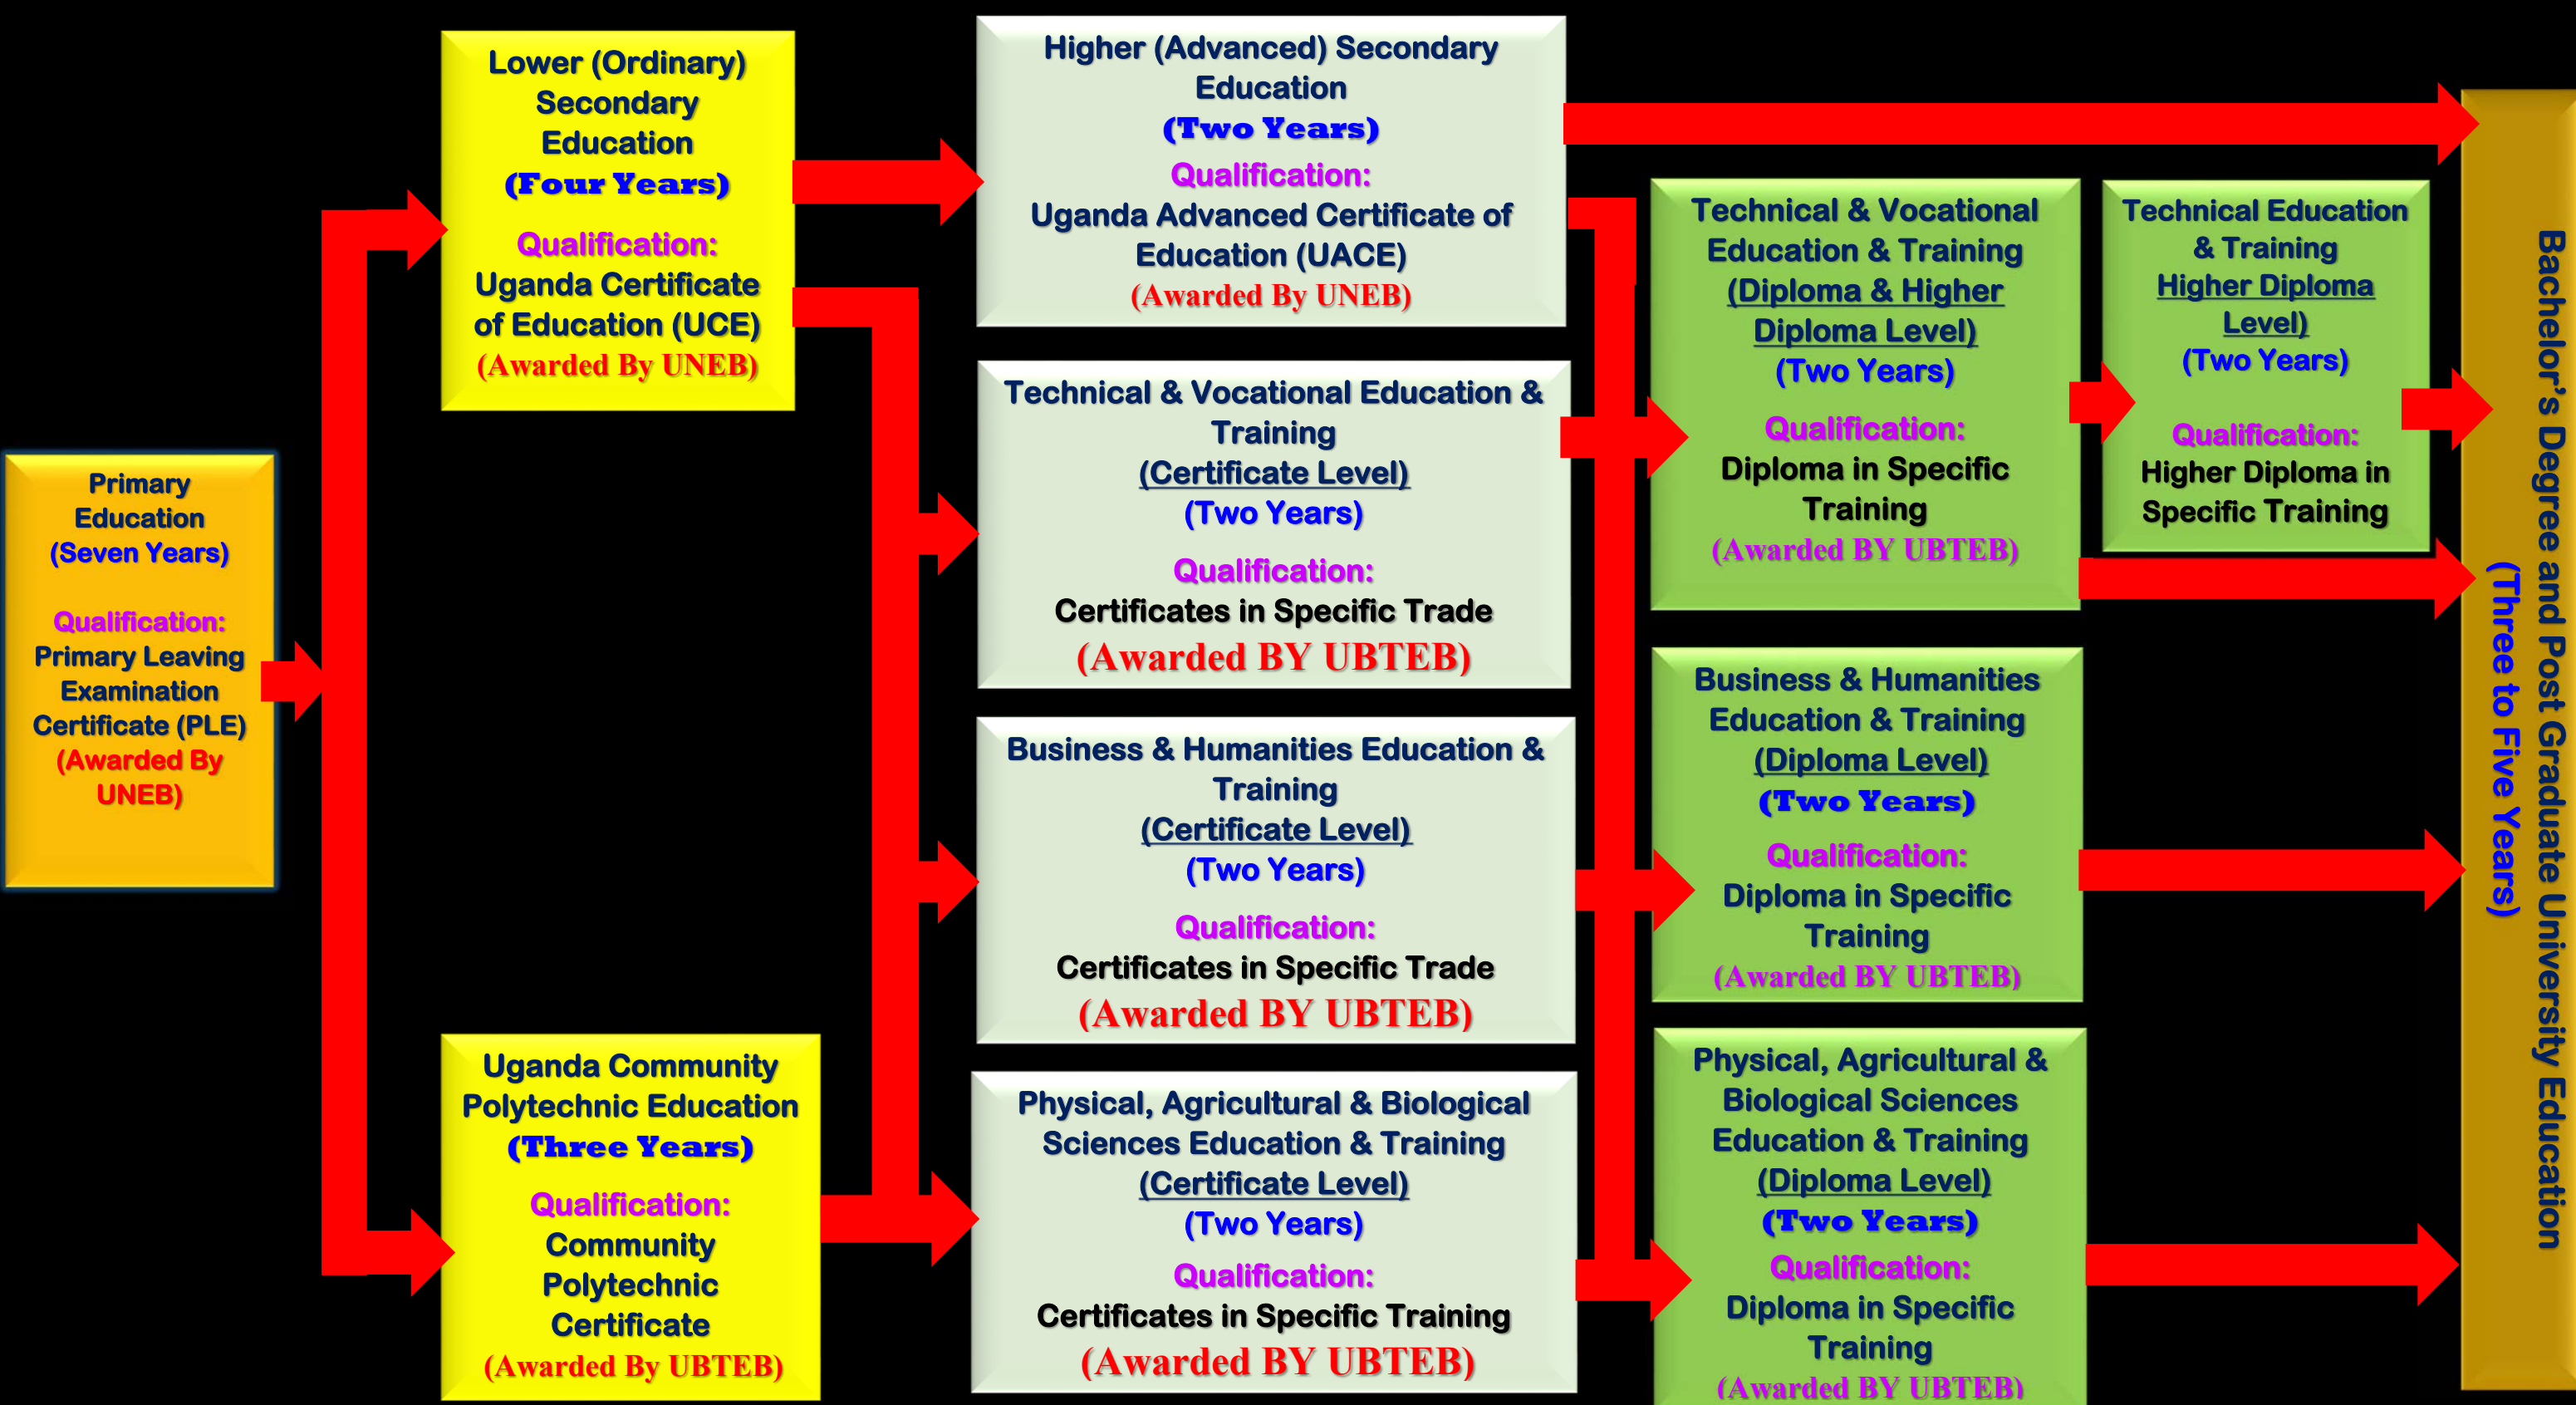 Primary
Education
(Seven Years)
Qualification:
Primary Leaving
Examination
Certificate (PLE)
(Awarded By
UNEB)
Lower (Ordinary)
Secondary
Education
(Four Years)
Qualification:
Uganda Certificate
of Education (UCE)
(Awarded By UNEB)
Uganda Community
Polytechnic Education
(Three Years)
Qualification:
Community
Polytechnic
Certificate
(Awarded By UBTEB)
Higher (Advanced) Secondary
Education
(Two Years)
Qualification:
Uganda Advanced Certificate of
Education (UACE)
(Awarded By UNEB)
Technical & Vocational Education &
Training
(Certificate Level)
(Two Years)
Qualification:
Certificates in Specific Trade
(Awarded BY UBTEB)
Business & Humanities Education &
Training
(Certificate Level)
(Two Years)
Qualification:
Certificates in Specific Trade
(Awarded BY UBTEB)
Physical, Agricultural & Biological
Sciences Education & Training
(Certificate Level)
(Two Years)
Qualification:
Certificates in Specific Training
(Awarded BY UBTEB)
Technical & Vocational
Education & Training
(Diploma & Higher
Diploma Level)
(Two Years)
Qualification:
Diploma in Specific
Training
(Awarded BY UBTEB)
Business & Humanities
Education & Training
(Diploma Level)
(Two Years)
Qualification:
Diploma in Specific
Training
(Awarded BY UBTEB)
Physical, Agricultural &
Biological Sciences
Education & Training
(Diploma Level)
(Two Years)
Qualification:
Diploma in Specific
Training
(Awarded BY UBTEB)
Technical Education
& Training
Higher Diploma
Level)
(Two Years)
Qualification:
Higher Diploma in
Specific Training
Bachelor's Degree and Post Graduate University Education
(Three to Five Years)